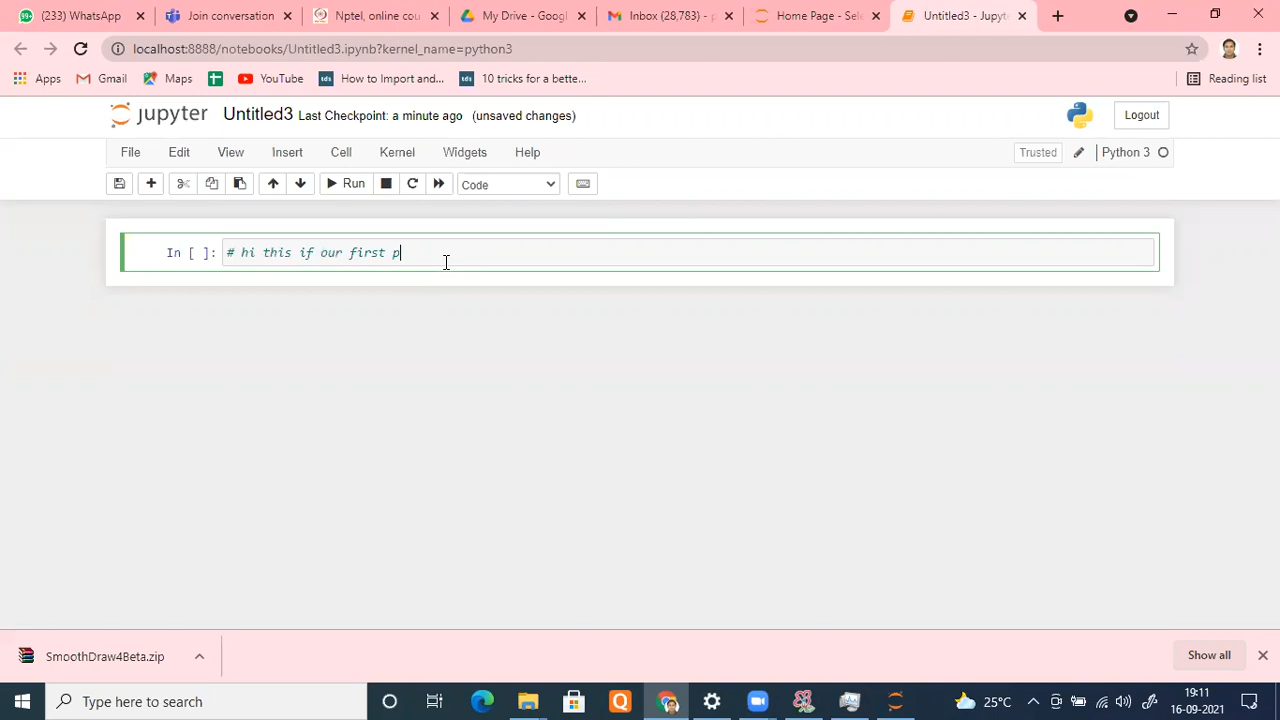 (233) WhatsApp
Join conversation
Nptel, online cou
My Drive - Googl
Inbox (28,783) - p
Home Page - Sele
Untitled3 - Jupyte
localhost:8888/notebooks/Untitled3.ipynb?kernel_name=python3
Apps
Gmail
Maps
YouTube
tds How to Import and...
tds 10 tricks for a bette...
Reading list
jupyter Untitled3 Last Checkpoint: a minute ago (unsaved changes)
Logout
File Edit View Insert Cell Kernel Widgets Help
Trusted
Python 3
Run
Code
In [ ]: # hi this if our first p
SmoothDraw4Beta.zip
Show all
Type here to search
Q
25°C
19:11
16-09-2021